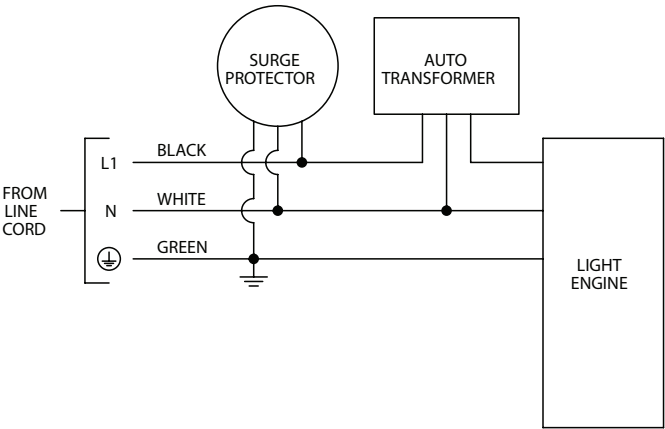 SURGE
PROTECTOR
AUTO
TRANSFORMER
BLACK
L1
FROM
LINE
CORD
WHITE
N
GREEN
LIGHT
ENGINE